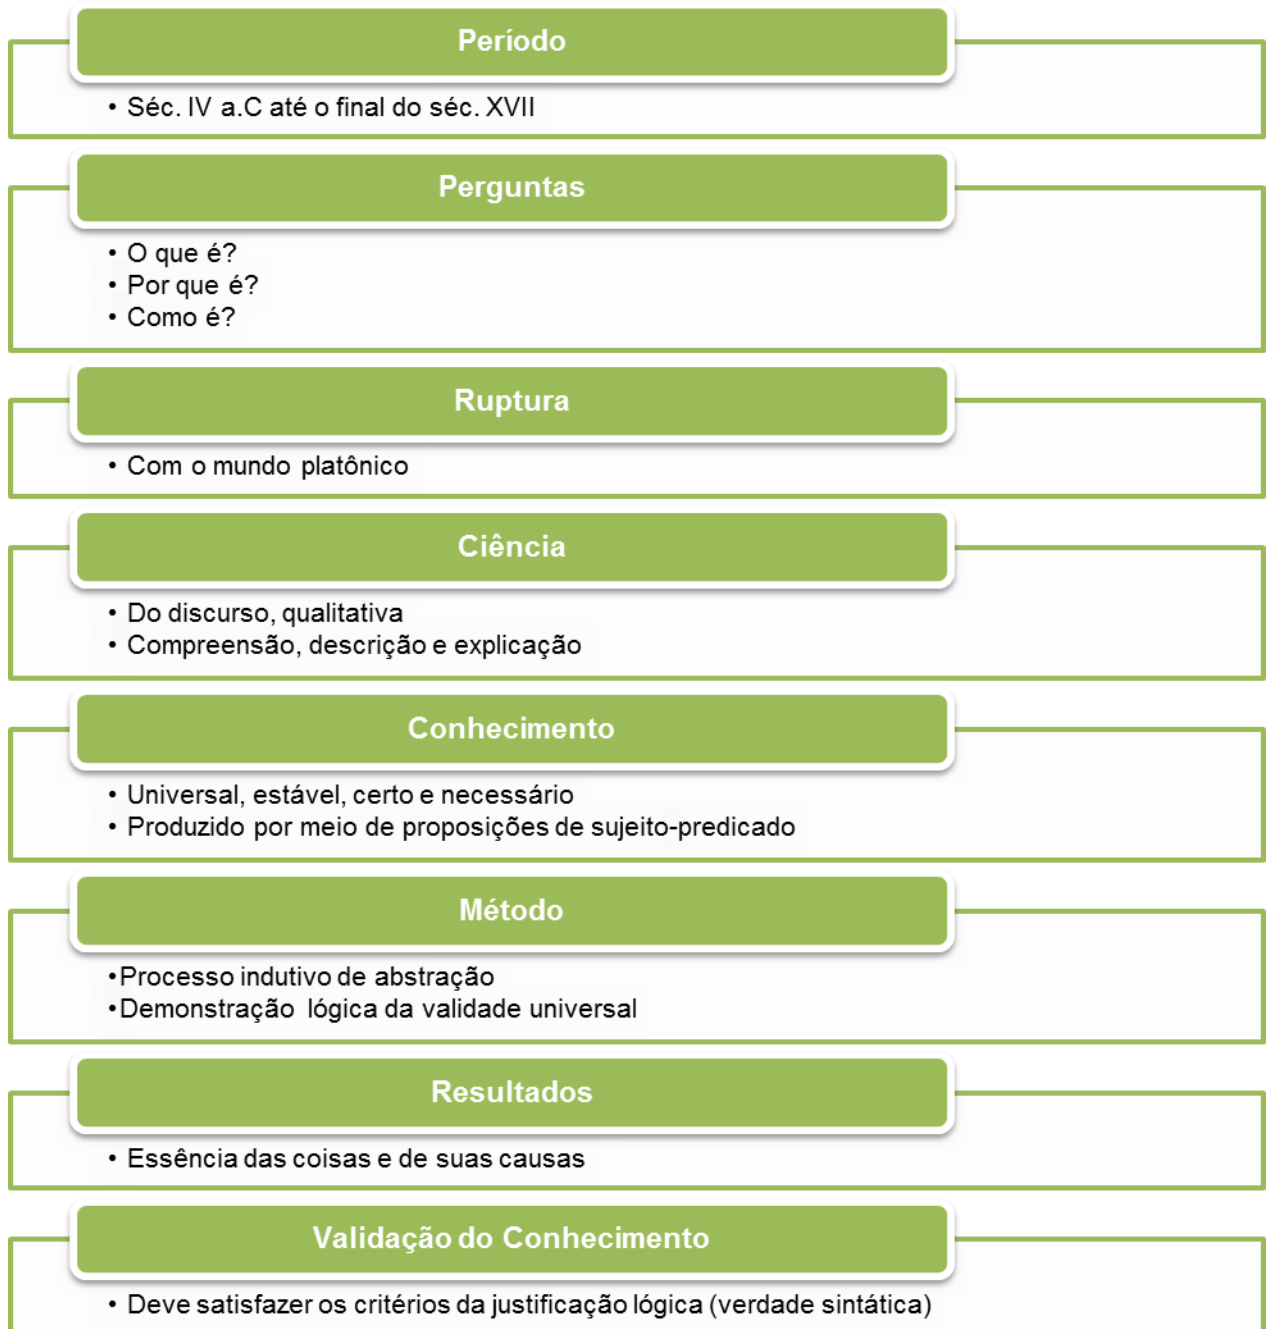 Período
• Séc. IV a.C até o final do séc. XVII
Perguntas
• O que é?
• Por que é?
• Como é?
Ruptura
• Com o mundo platônico
Ciência
• Do discurso, qualitativa
• Compreensão, descrição e explicação
Conhecimento
• Universal, estável, certo e necessário
• Produzido por meio de proposições de sujeito-predicado
Método
•Processo indutivo de abstração
•Demonstração lógica da validade universal
Resultados
• Essência das coisas e de suas causas
Validação do Conhecimento
• Deve satisfazer os critérios da justificação lógica (verdade sintática)